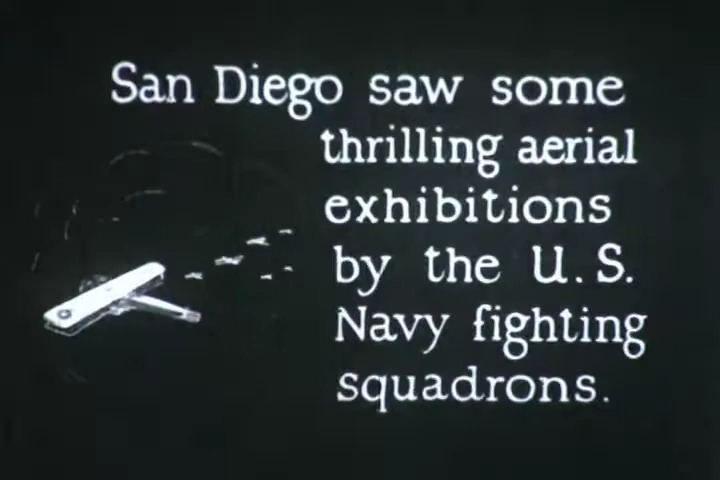 San Diego saw some
thrilling aerial
exhibitions
by the U.S.
Navy fighting
squadrons.